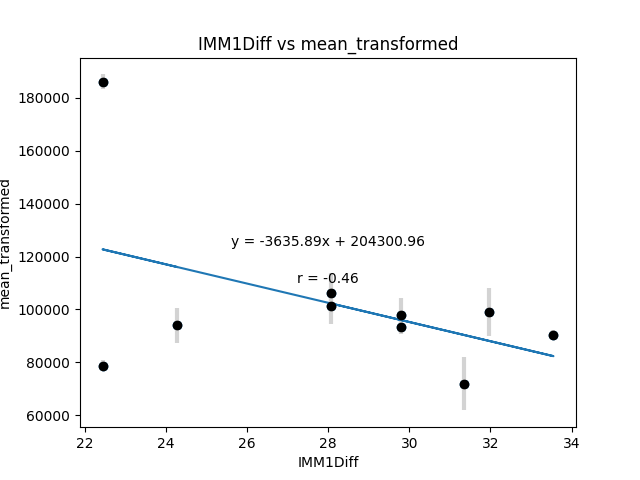 IMM1Diff vs mean_transformed
mean_transformed
180000
160000
140000
120000
100000
80000
60000
y = -3635.89x + 204300.96
r = -0.46
22
24
26
28
30
32
34
IMM1Diff